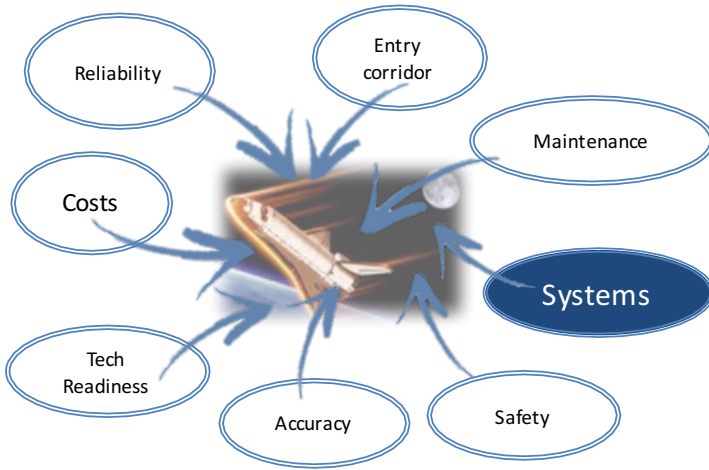 Entry
corridor
Reliability
Maintenance
Costs
Systems
Tech
Readiness
Accuracy
Safety